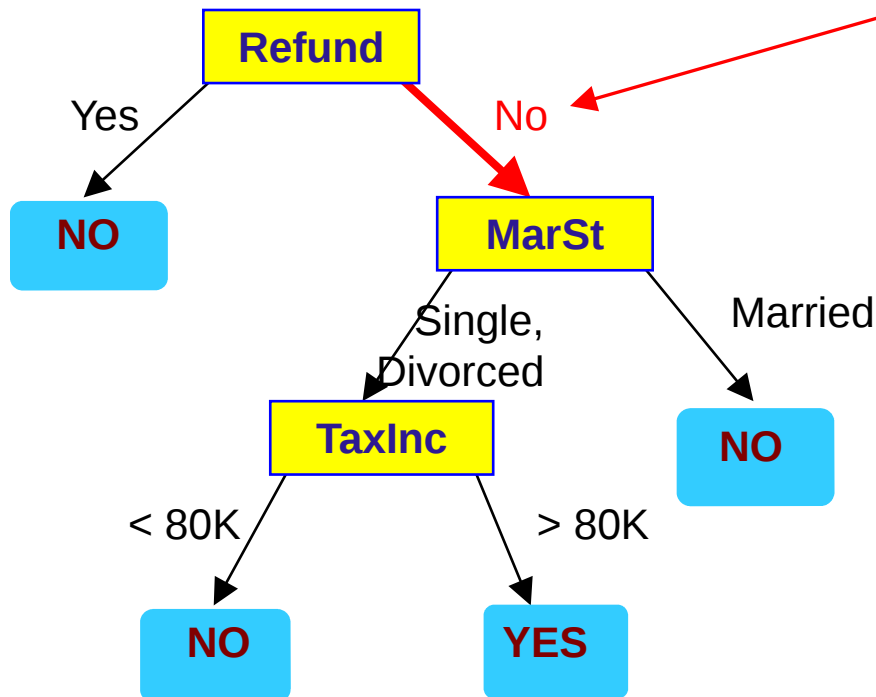 Refund
Yes
No
NO
MarSt
Single,
Divorced
Married
TaxInc
NO
< 80K
> 80K
NO
YES